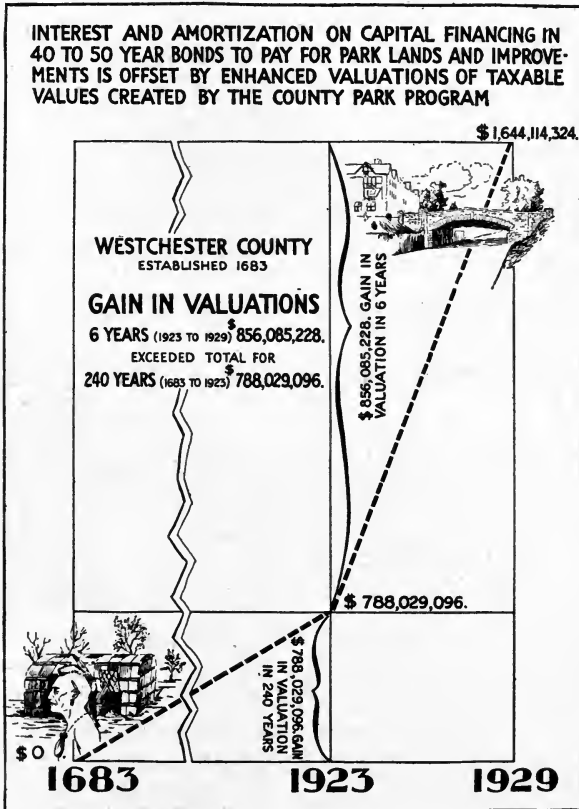 INTEREST AND AMORTIZATION ON CAPITAL FINANCING IN
40 TO 50 YEAR BONDS TO PAY FOR PARK LANDS AND IMPROVE-
MENTS IS OFFSET BY ENHANCED VALUATIONS OF TAXABLE
VALUES CREATED BY THE COUNTY PARK PROGRAM
$1,644,114,324.
WESTCHESTER COUNTY
ESTABLISHED 1683
GAIN IN VALUATIONS
6 YEARS (1923 TO 1929) $856,085,228.
EXCEEDED TOTAL FOR
240 YEARS (1683 TO 1923) $788,029,096.
$856,085,228. GAIN IN
VALUATION IN 6 YEARS
$ 788,029,096.
$788,029,096. GAIN
IN VALUATION
IN 240 YEARS
$0
1683 1923 1929